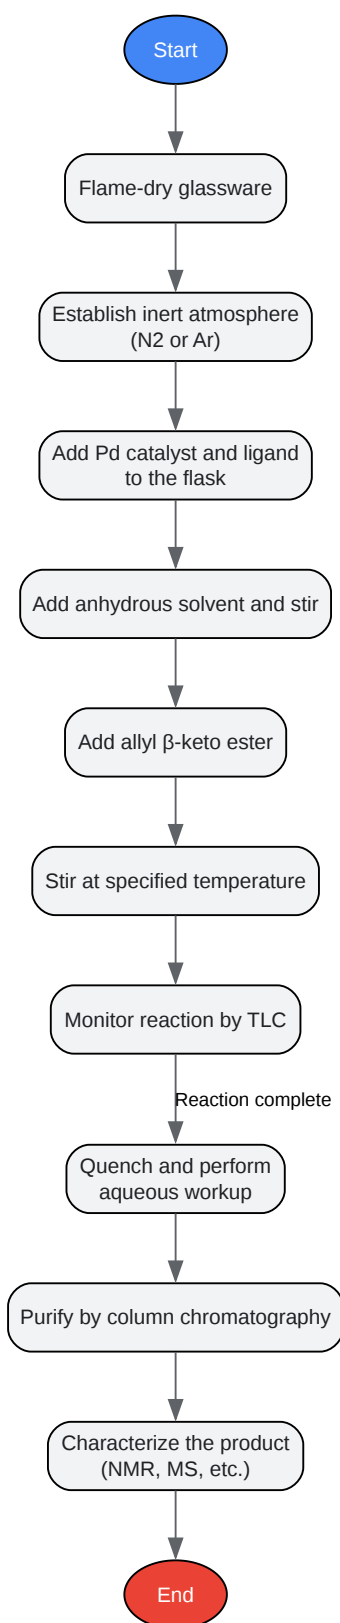 Start
Flame-dry glassware
Establish inert atmosphere
(N2 or Ar)
Add Pd catalyst and ligand
to the flask
Add anhydrous solvent and stir
Add allyl β-keto ester
Stir at specified temperature
Monitor reaction by TLC
Reaction complete
Quench and perform
aqueous workup
Purify by column chromatography
Characterize the product
(NMR, MS, etc.)
End